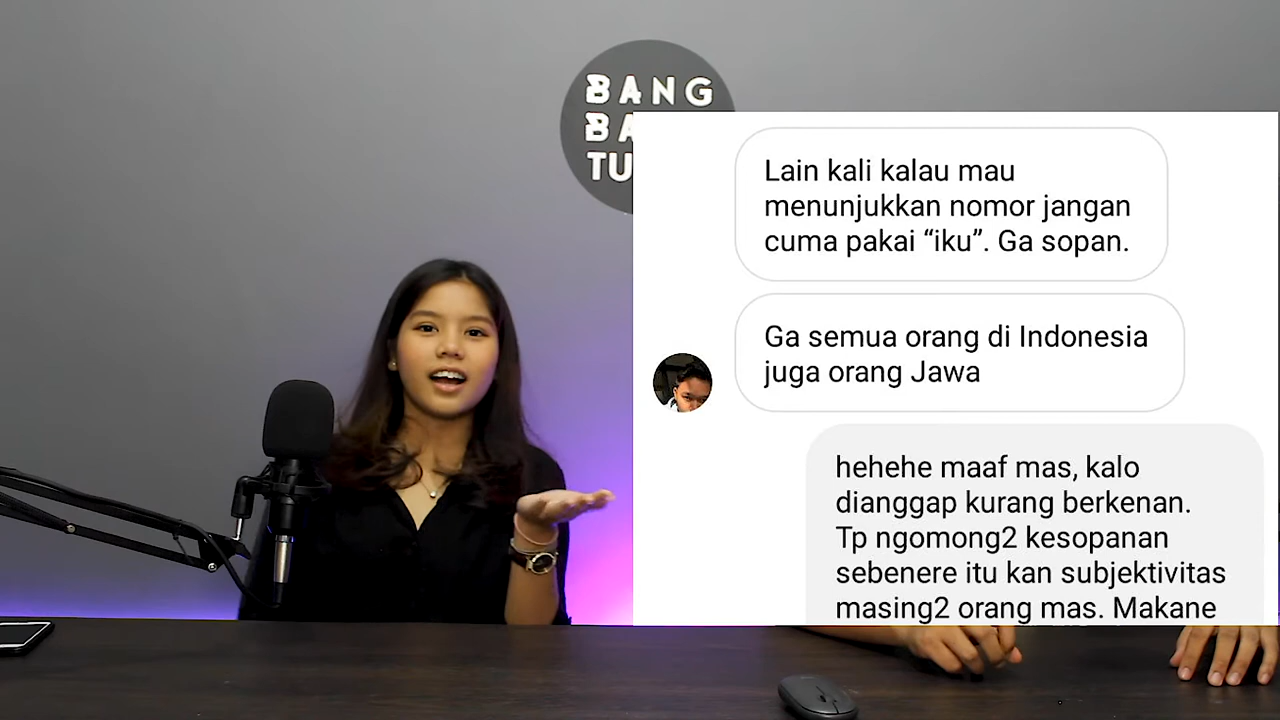 BANG
BA
TU
Lain kali kalau mau
menunjukkan nomor jangan
cuma pakai “iku”. Ga sopan.
Ga semua orang di Indonesia
juga orang Jawa
hehehe maaf mas, kalo
dianggap kurang berkenan.
Tp ngomong2 kesopanan
sebenere itu kan subjektivitas
masing2 orang mas. Makane